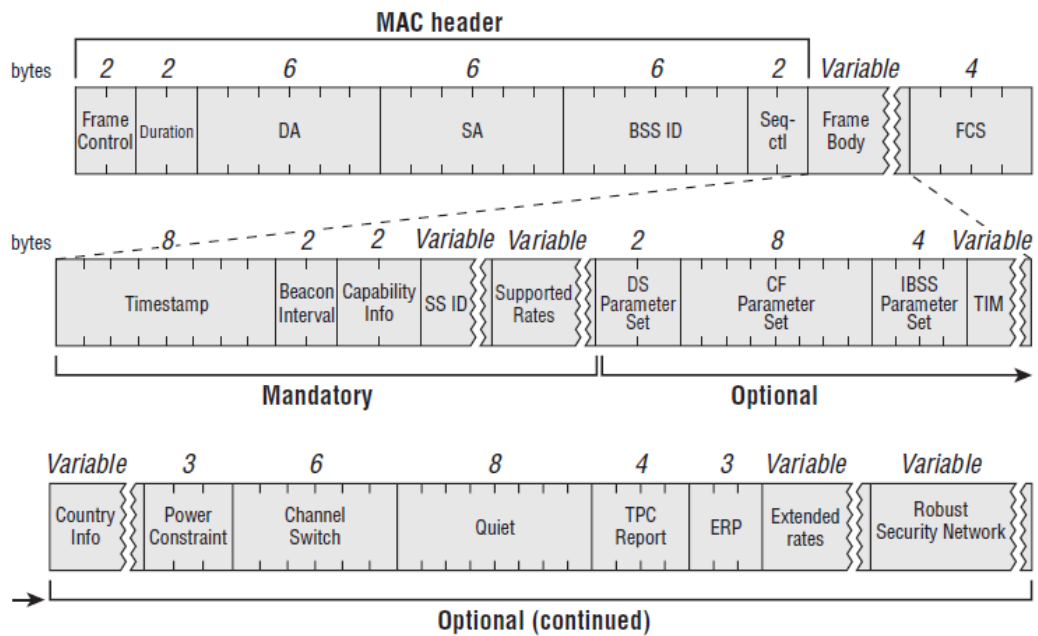 MAC header
bytes 2 2 6 6 6 2 Variable 4
Frame Control Duration DA SA BSS ID Seq-ctl Frame Body FCS
bytes 8 2 2 Variable Variable 2 8 4 Variable
Timestamp Beacon Interval Capability Info SS ID Supported Rates DS Parameter Set CF Parameter Set IBSS Parameter Set TIM
Mandatory Optional
Variable 3 6 8 4 3 Variable Variable
Country Info Power Constraint Channel Switch Quiet TPC Report ERP Extended rates Robust Security Network
Optional (continued)